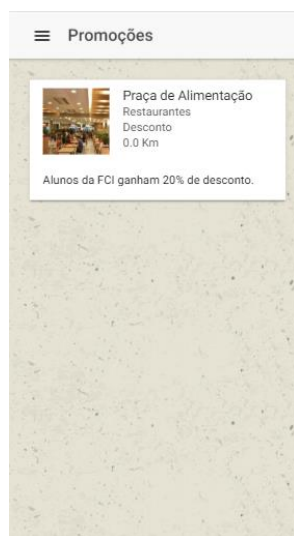 Promoções
Praça de Alimentação
Restaurantes
Desconto
0.0 Km
Alunos da FCI ganham 20% de desconto.